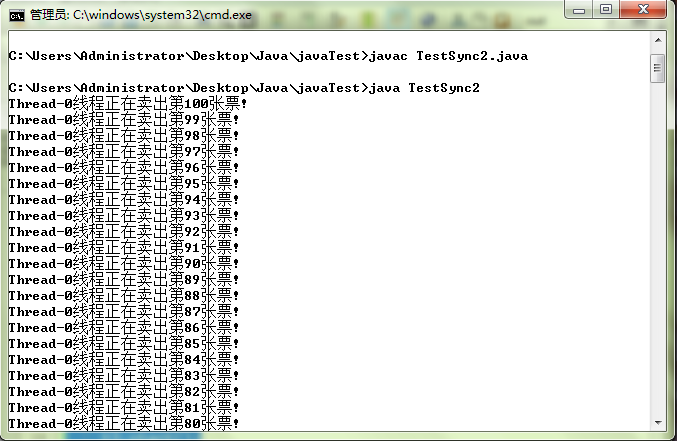 管理员: C:\windows\system32\cmd.exe
C:\Users\Administrator\Desktop\Java\javaTest>javac TestSync2.java
C:\Users\Administrator\Desktop\Java\javaTest>java TestSync2
Thread-0线程正在卖出第100张票!
Thread-0线程正在卖出第99张票!
Thread-0线程正在卖出第98张票!
Thread-0线程正在卖出第97张票!
Thread-0线程正在卖出第96张票!
Thread-0线程正在卖出第95张票!
Thread-0线程正在卖出第94张票!
Thread-0线程正在卖出第93张票!
Thread-0线程正在卖出第92张票!
Thread-0线程正在卖出第91张票!
Thread-0线程正在卖出第90张票!
Thread-0线程正在卖出第89张票!
Thread-0线程正在卖出第88张票!
Thread-0线程正在卖出第87张票!
Thread-0线程正在卖出第86张票!
Thread-0线程正在卖出第85张票!
Thread-0线程正在卖出第84张票!
Thread-0线程正在卖出第83张票!
Thread-0线程正在卖出第82张票!
Thread-0线程正在卖出第81张票!
Thread-0线程正在卖出第80张票!